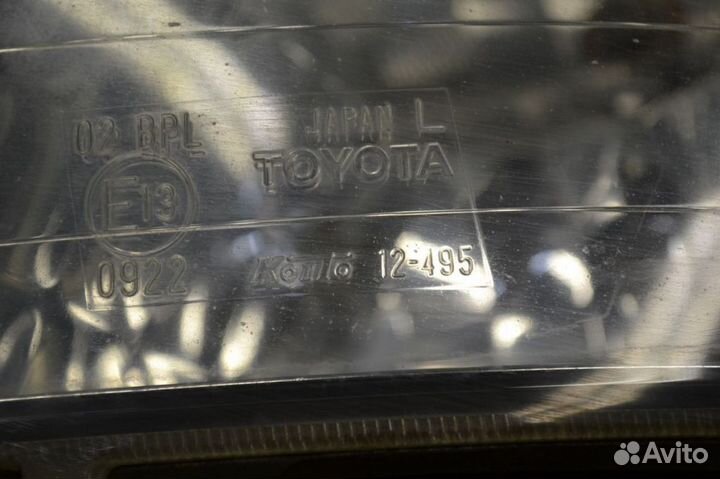 02 BPL JAPAN L
TOYOTA
E13
0922 Koito 12-495
Avito